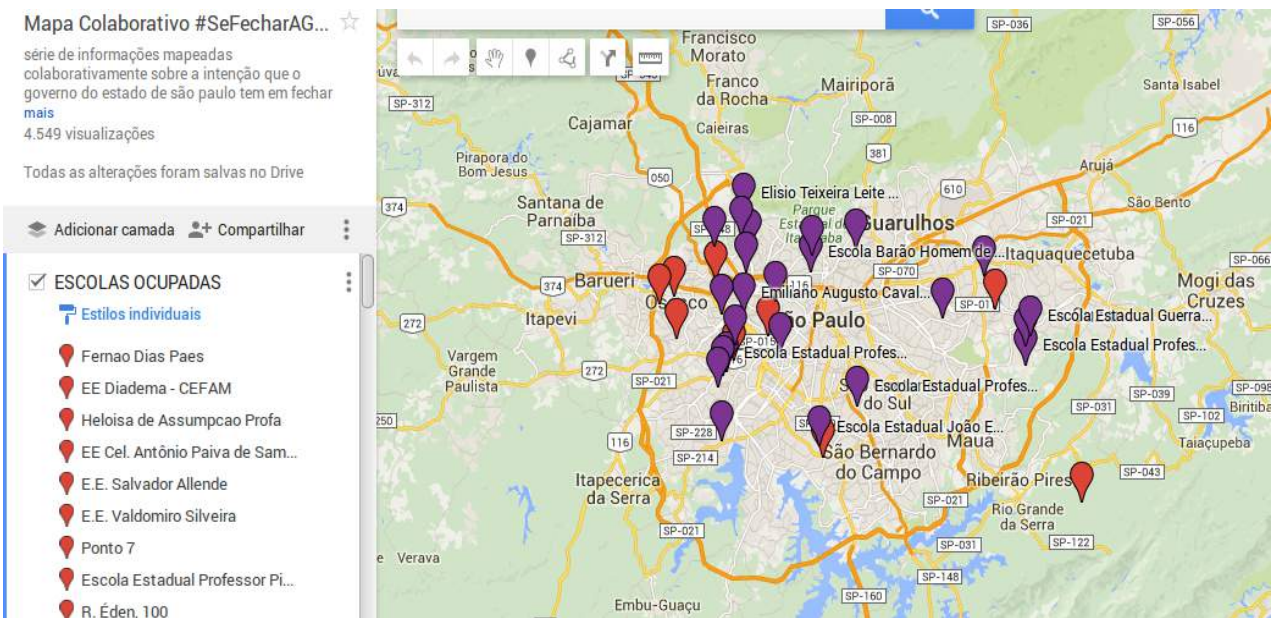 Mapa Colaborativo #SeFecharAG...
série de informações mapeadas
colaborativamente sobre a intenção que o
governo do estado de são paulo tem em fechar
mais
4.549 visualizações
Todas as alterações foram salvas no Drive
Adicionar camada
Compartilhar
ESCOLAS OCUPADAS
Estilos individuais
Fernao Dias Paes
EE Diadema - CEFAM
Heloisa de Assumpcao Profa
EE Cel. Antônio Paiva de Sam...
E.E. Salvador Allende
E.E. Valdomiro Silveira
Ponto 7
Escola Estadual Professor Pi...
R. Éden, 100
SP-036
SP-056
Francisco
Morato
Franco
da Rocha
Mairiporã
Santa Isabel
SP-312
Cajamar
Caieiras
SP-008
116
381
Pirapora do
Bom Jesus
050
Arujá
374
Santana de
Parnaíba
Elisio Teixeira Leite ...
610
São Bento
SP-021
SP-312
Escola Barão Homem de...
Itaquaquecetuba
SP-066
SP-070
374
Barueri
Emiliano Augusto Caval...
Mogi das
Cruzes
272
Itapevi
Escola Estadual Guerra...
Escola Estadual Profes...
Escola Estadual Profes...
Vargem
Grande
Paulista
272
SP-021
Escola Estadual Profes...
do Sul
SP-039
SP-098
SP-031
SP-102
Biritiba
116
SP-228
Escola Estadual João E...
Maua
Taiaçupeba
SP-214
São Bernardo
do Campo
Itapecerica
da Serra
Ribeirão Pires
SP-043
SP-021
Rio Grande
da Serra
SP-021
SP-122
SP-031
Verava
SP-148
SP-160
Embu-Guaçu